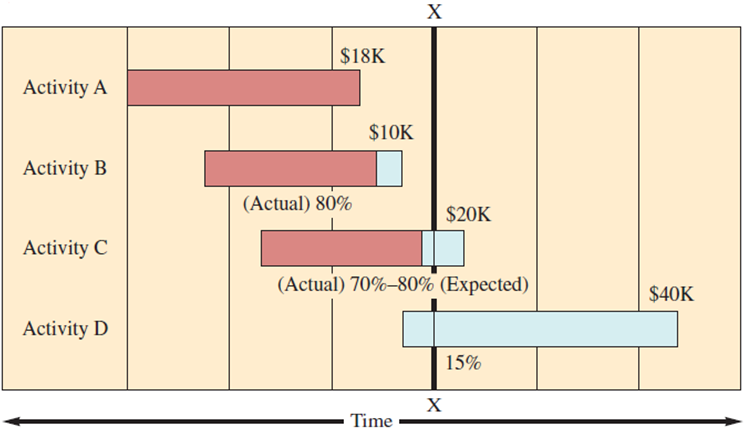 X
$18K
Activity A
$10K
Activity B
(Actual) 80%
$20K
Activity C
(Actual) 70%–80% (Expected)
$40K
Activity D
15%
X
Time